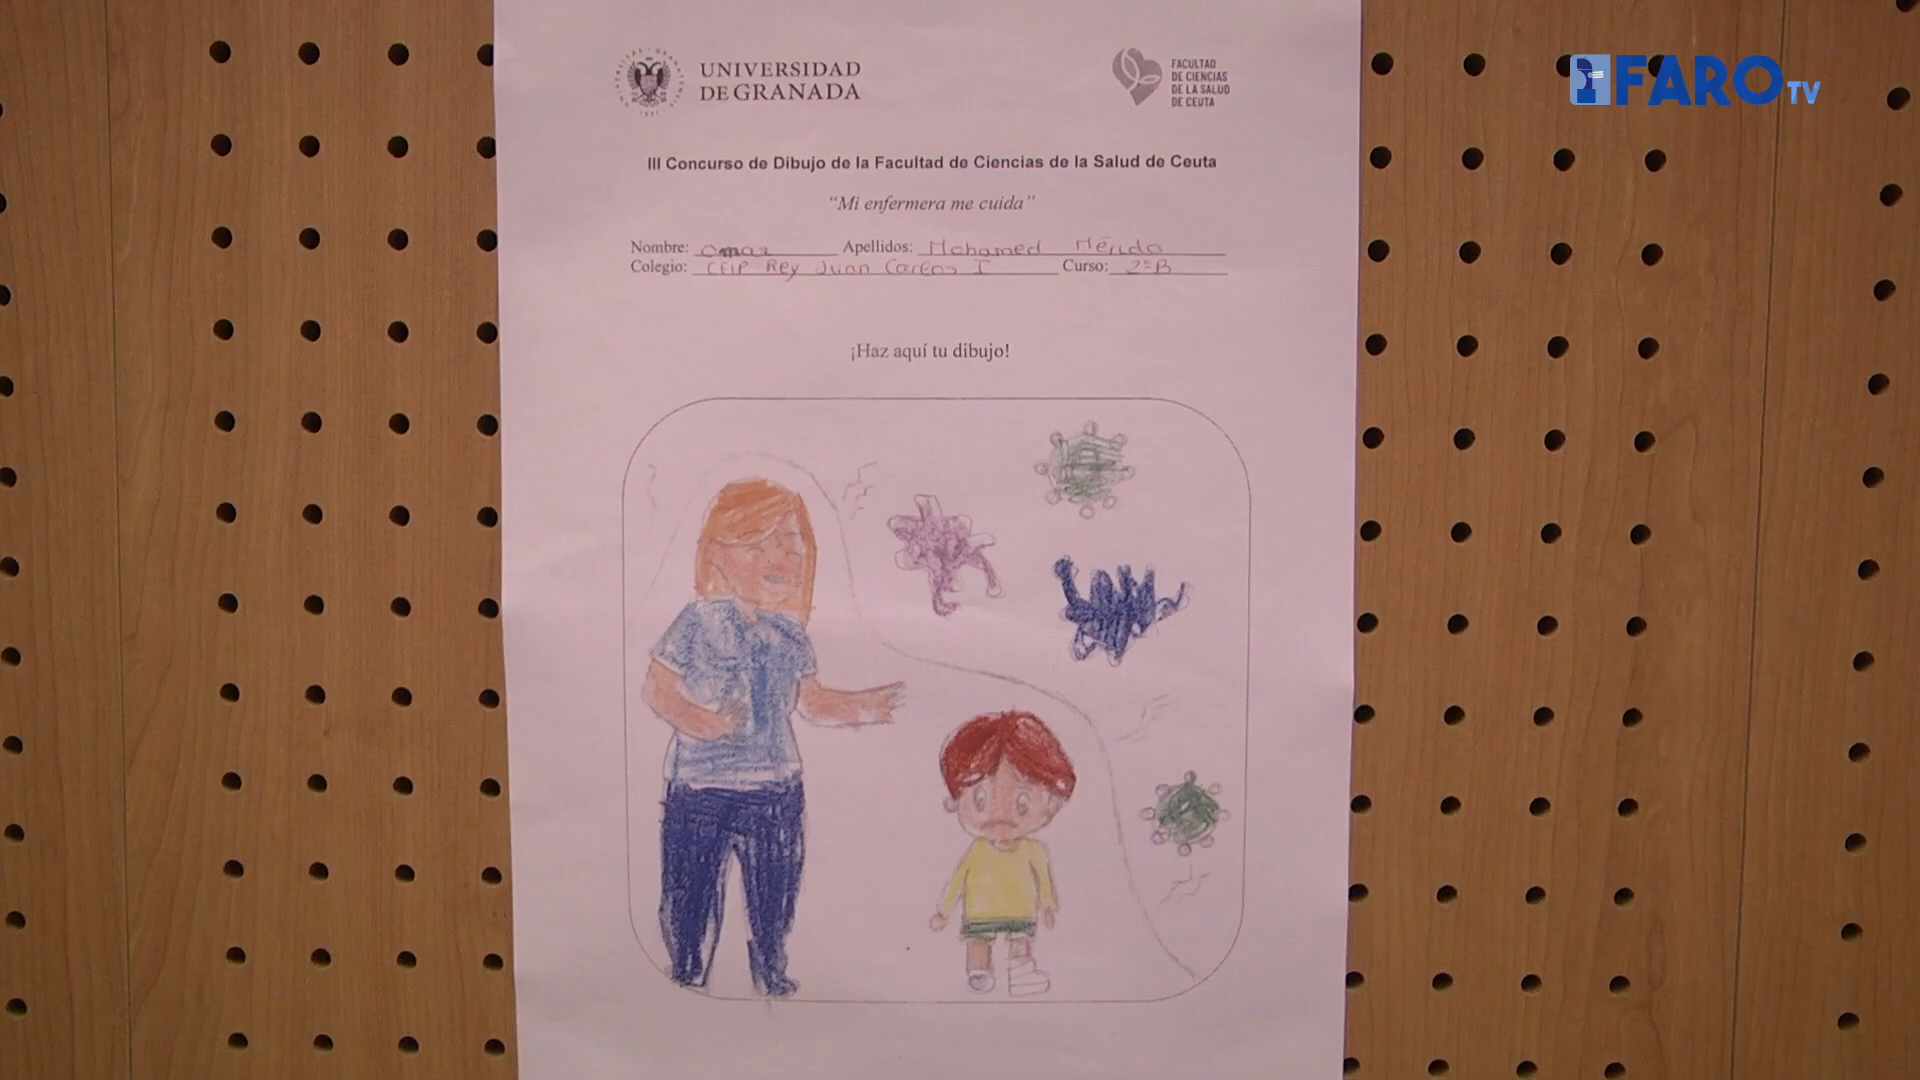 UNIVERSIDAD
DE GRANADA
FACULTAD
DE CIENCIAS
DE LA SALUD
DE CEUTA
FARO TV
III Concurso de Dibujo de la Facultad de Ciencias de la Salud de Ceuta
"Mi enfermera me cuida"
Nombre: Omar Apellidos: Mohamed Mérida
Colegio: CEIP Rey Juan Carlos I Curso: 2ºB
¡Haz aquí tu dibujo!